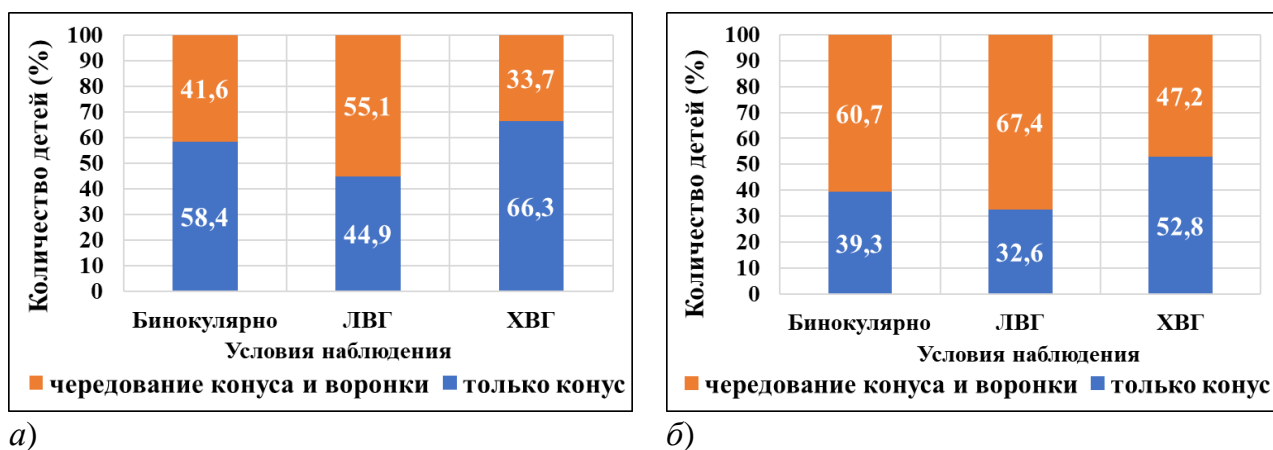 Количество детей (%)
100
90
80
70
60
50
40
30
20
10
0
41,6
55,1
33,7
58,4
44,9
66,3
Бинокулярно
ЛВГ
ХВГ
Условия наблюдения
чередование конуса и воронки
только конус
а)
Количество детей (%)
100
90
80
70
60
50
40
30
20
10
0
60,7
67,4
47,2
39,3
32,6
52,8
Бинокулярно
ЛВГ
ХВГ
Условия наблюдения
чередование конуса и воронки
только конус
б)